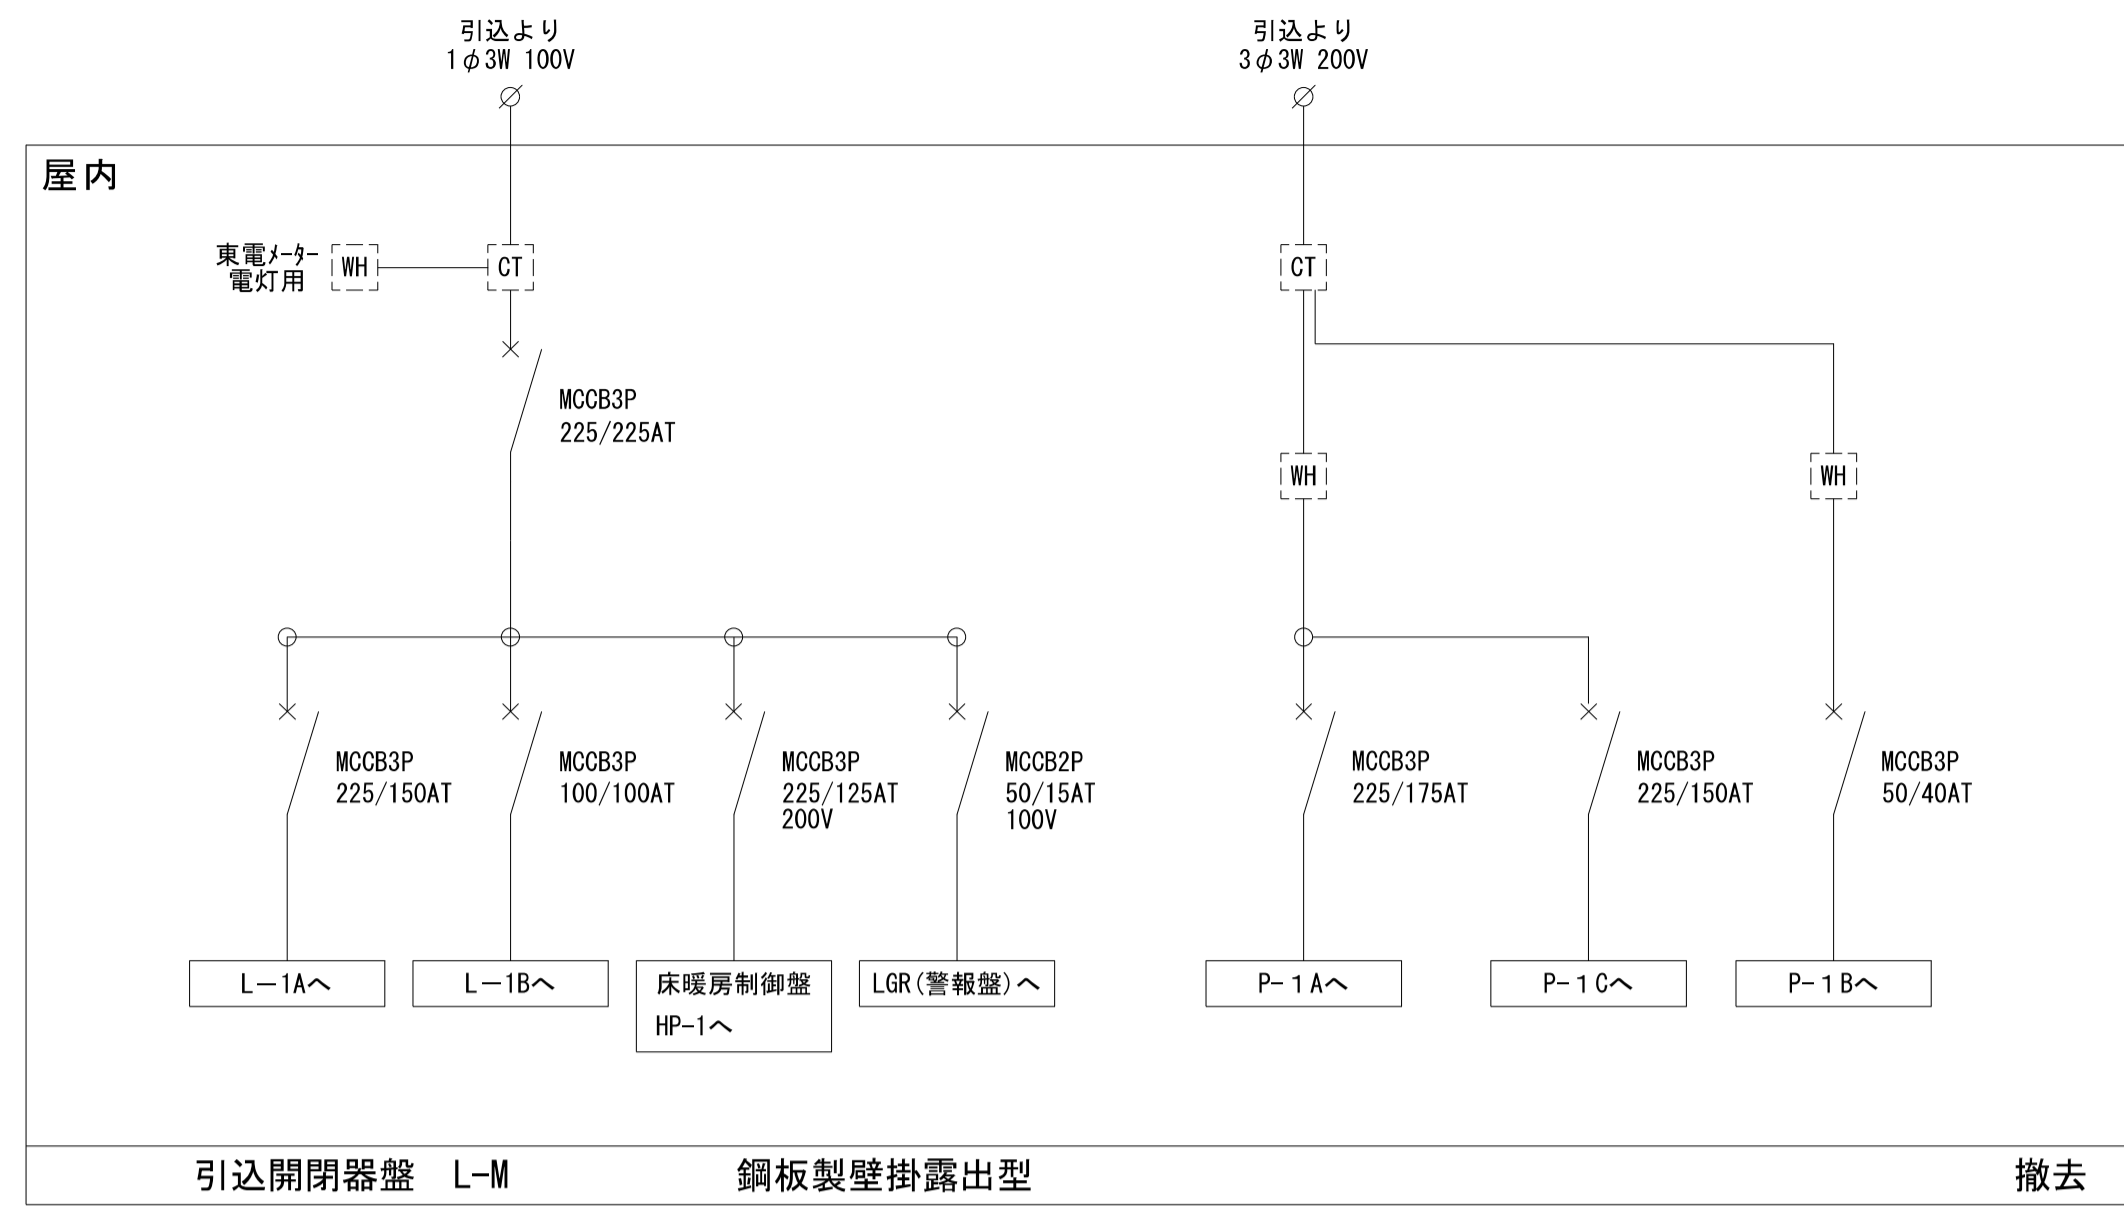 引込より
1φ3W 100V
引込より
3φ3W 200V
屋内
東電ﾒｰﾀｰ
電灯用
WH
CT
CT
MCCB3P
225/225AT
WH
WH
MCCB3P
225/150AT
MCCB3P
100/100AT
MCCB3P
225/125AT
200V
MCCB2P
50/15AT
100V
MCCB3P
225/175AT
MCCB3P
225/150AT
MCCB3P
50/40AT
L－1Aへ
L－1Bへ
床暖房制御盤
HP-1へ
LGR(警報盤)へ
P-１Aへ
P-１Cへ
P-１Bへ
引込開閉器盤　L-M　鋼板製壁掛露出型　撤去